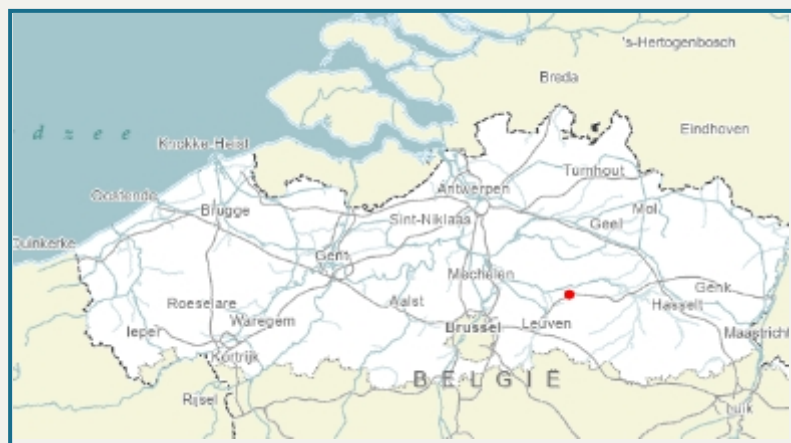 's-Hertogenbosch
Breda
dzee
Eindhoven
Knokke-Heist
Turnhout
Oostende
Antwerpen
Mol
Brugge
Sint-Niklaas
Geel
Duinkerke
Gent
Mechelen
Genk
Roeselare
Aalst
Hasselt
Ieper
Waregem
Brussel
Leuven
Maastricht
Kortrijk
BELGIË
Rijsel
Luik